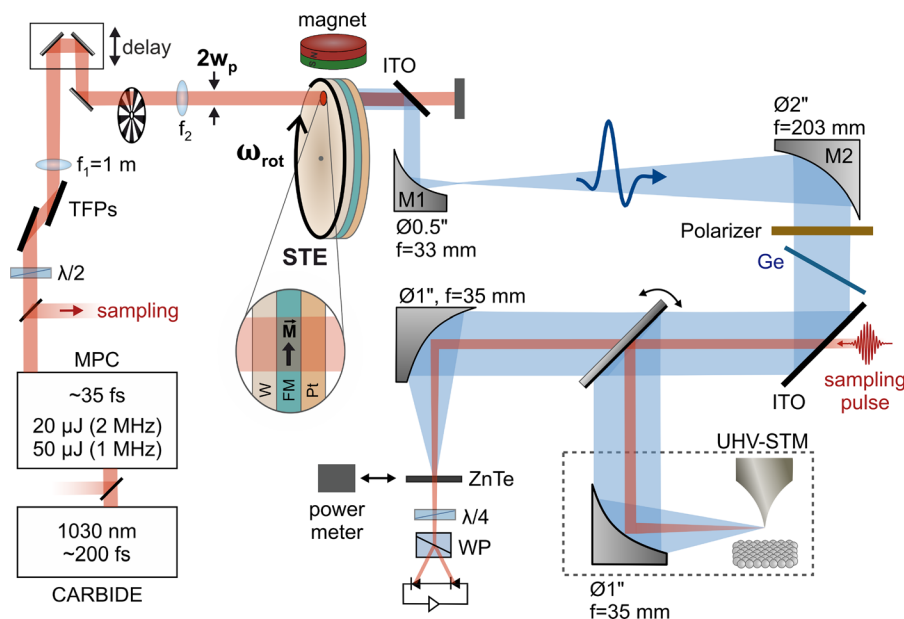 magnet
S N
delay
2wp
ITO
f2
ωrot
f1=1 m
TFPs
λ/2
sampling
STE
M
W
FM
Pt
M1
Ø0.5"
f=33 mm
Ø2"
f=203 mm
M2
Polarizer
Ge
ITO
sampling
pulse
Ø1", f=35 mm
MPC
~35 fs
20 µJ (2 MHz)
50 µJ (1 MHz)
1030 nm
~200 fs
CARBIDE
power
meter
ZnTe
λ/4
WP
UHV-STM
Ø1"
f=35 mm